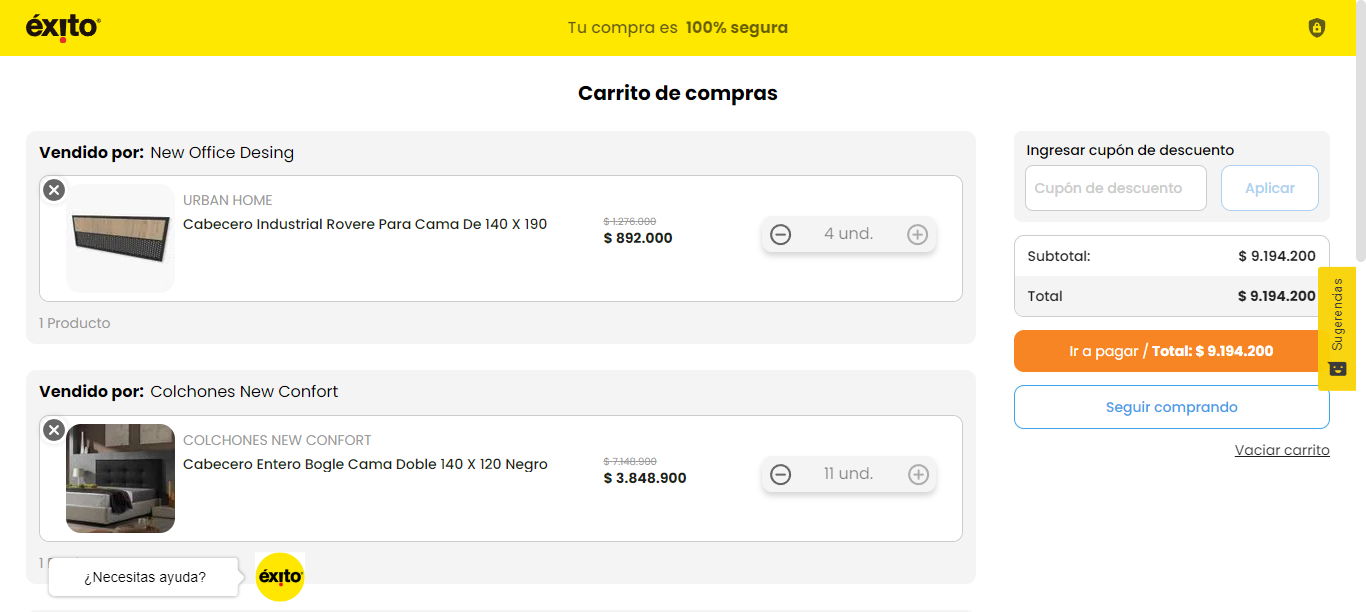 éxito
Tu compra es 100% segura
Carrito de compras
Vendido por: New Office Desing
URBAN HOME
Cabecero Industrial Rovere Para Cama De 140 X 190
$ 1.276.000
$ 892.000
4 und.
1 Producto
Vendido por: Colchones New Confort
COLCHONES NEW CONFORT
Cabecero Entero Bogle Cama Doble 140 X 120 Negro
$ 7.148.900
$ 3.848.900
11 und.
1
¿Necesitas ayuda?
éxito
Ingresar cupón de descuento
Cupón de descuento
Aplicar
Subtotal: $ 9.194.200
Total $ 9.194.200
Ir a pagar / Total: $ 9.194.200
Seguir comprando
Vaciar carrito
Sugerendas